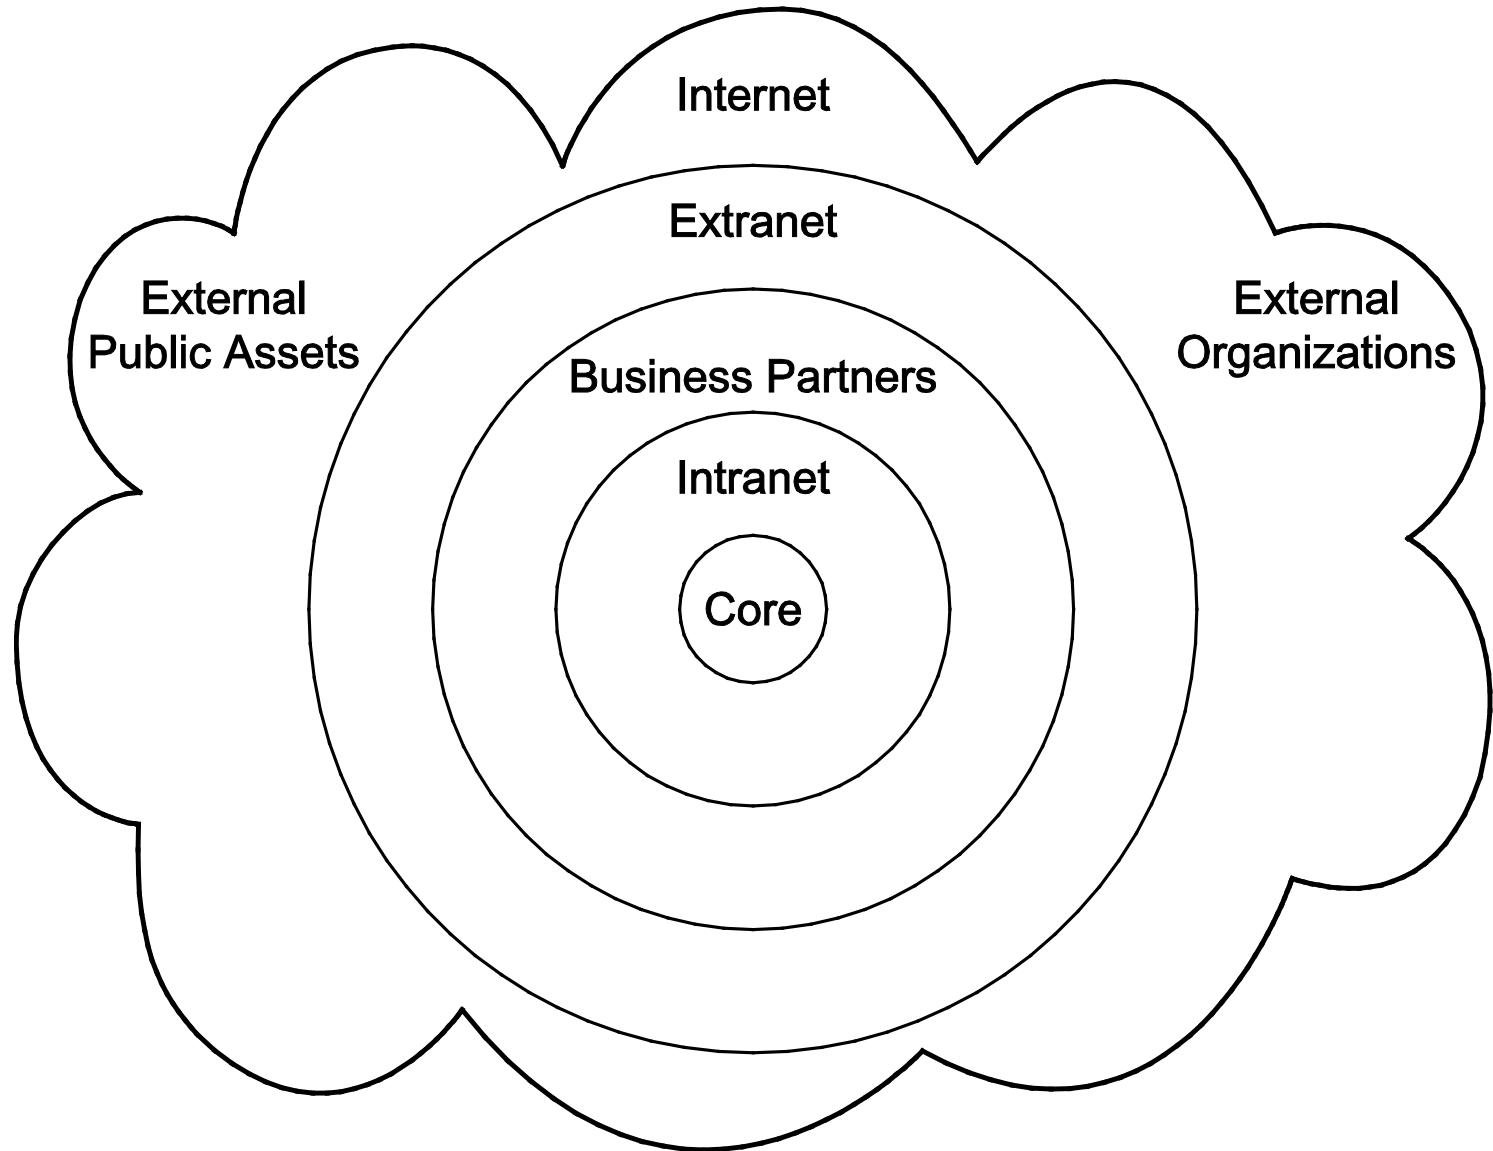 Internet
Extranet
External
Public Assets
External
Organizations
Business Partners
Intranet
Core